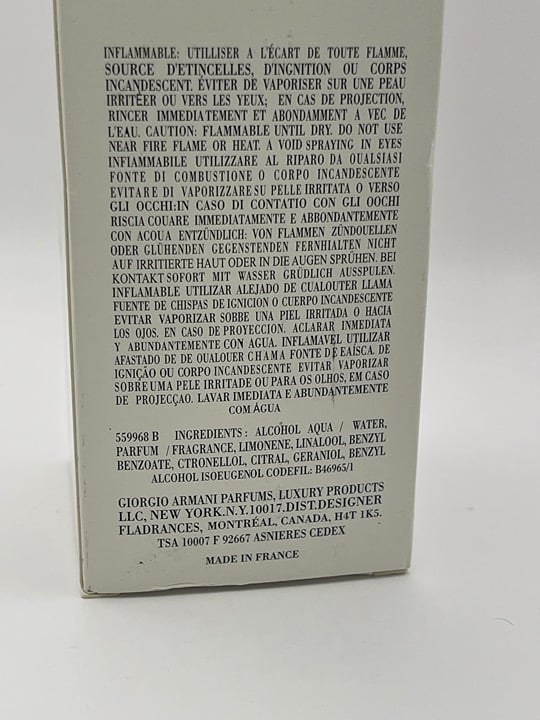 INFLAMMABLE: UTILLISER A L'ÉCART DE TOUTE FLAMME,
SOURCE D'ETINCELLES, D'INGNITION OU CORPS
INCANDESCENT. ÉVITER DE VAPORISER SUR UNE PEAU
IRRITÉER OU VERS LES YEUX; EN CAS DE PROJECTION,
RINCER IMMEDIATEMENT ET ABONDAMMENT A VEC DE
L'EAU. CAUTION: FLAMMABLE UNTIL DRY. DO NOT USE
NEAR FIRE FLAME OR HEAT. A VOID SPRAYING IN EYES
INFIAMMABILE UTILIZZARE AL RIPARO DA QUALSIASI
FONTE DI COMBUSTIONE O CORPO INCANDESCENTE
EVITARE DI VAPORIZZARE SU PELLE IRRITATA O VERSO
GLI OCCHI:IN CASO DI CONTATIO CON GLI OOCHI
RISCIA COUARE IMMEDIATAMENTE E ABBONDANTEMENTE
CON ACOUA ENTZÜNDLICH: VON FLAMMEN ZÜNDOUELLEN
ODER GLÜHENDEN GEGENSTENDEN FERNHIALTEN NICHT
AUF IRRITIERTE HAUT ODER IN DIE AUGEN SPRÜHEN. BEI
KONTAKT SOFORT MIT WASSER GRÜDLICH AUSSPULEN.
INFLAMABLE UTILIZAR ALEJADO DE CUALOUTER LLAMA
FUENTE DE CHISPAS DE IGNICION O CUERPO INCANDESCENTE
EVITAR VAPORIZAR SOBBE UNA PIEL IRRITADA O HACIA
LOS OJOS. EN CASO DE PROYECCION. ACLARAR INMEDIATA
Y ABUNDANTEMENTE CON AGUA. INFLAMAVEL UTILIZAR
AFASTADO DE DE OUALOUER CHAMA FONTE DE EAÍSCA. DE
IGNIÇÃO OU CORPO INCANDESCENTE EVITAR VAPORIZAR
SOBRE UMA PELE IRRITADE OU PARA OS OLHOS, EM CASO
DE PROJECÇAO. LAVAR IMEDIATA E ABUNDANTEMENTE
COM ÁGUA
559968 B INGREDIENTS: ALCOHOL AQUA / WATER,
PARFUM / FRAGRANCE, LIMONENE, LINALOOL, BENZYL
BENZOATE, CTRONELLOL, CITRAL, GERANIOL, BENZYL
ALCOHOL ISOEUGENOL CODEFIL: B46965/1
GIORGIO ARMANI PARFUMS, LUXURY PRODUCTS
LLC, NEW YORK.N.Y.10017.DIST.DESIGNER
FLADRANCES, MONTRÉAL, CANADA, H4T 1K5.
TSA 10007 F 92667 ASNIERES CEDEX
MADE IN FRANCE